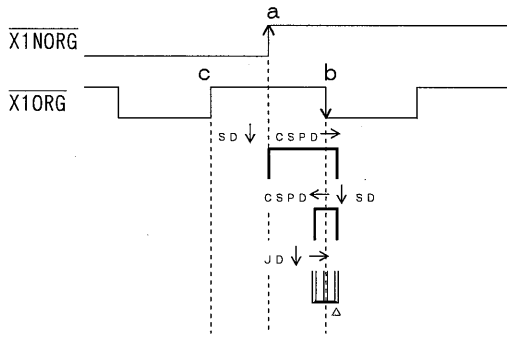 a
X1NORG
c b
X1ORG
SD ↓ CSPD →
CSPD ← ↓ SD
JD ↓ →
△